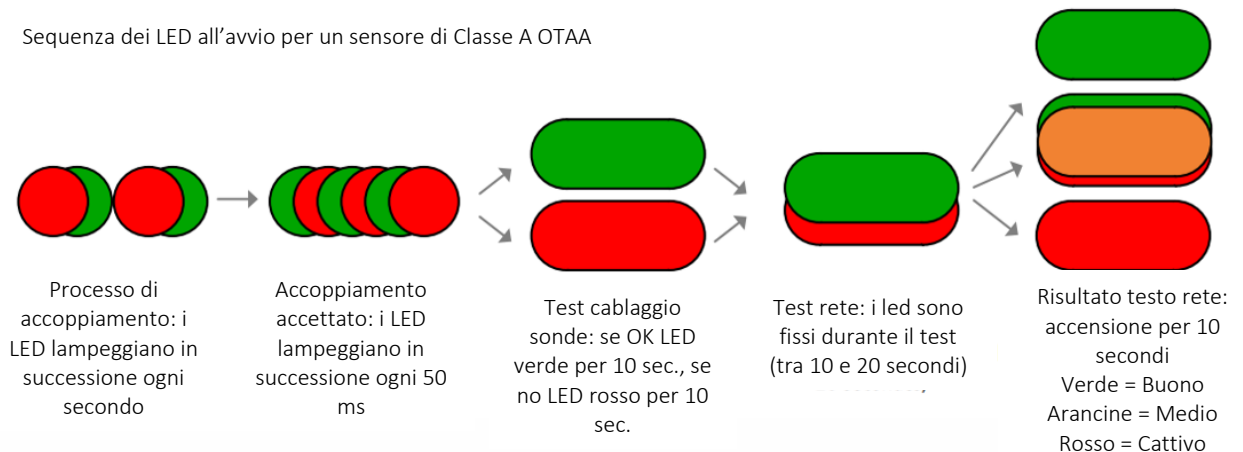 Sequenza dei LED all’avvio per un sensore di Classe A OTAA
Processo di
accoppiamento: i
LED lampeggiano in
successione ogni
secondo
Accoppiamento
accettato: i LED
lampeggiano in
successione ogni 50
ms
Test cablaggio
sonde: se OK LED
verde per 10 sec., se
no LED rosso per 10
sec.
Test rete: i led sono
fissi durante il test
(tra 10 e 20 secondi)
Risultato testo rete:
accensione per 10
secondi
Verde = Buono
Arancine = Medio
Rosso = Cattivo